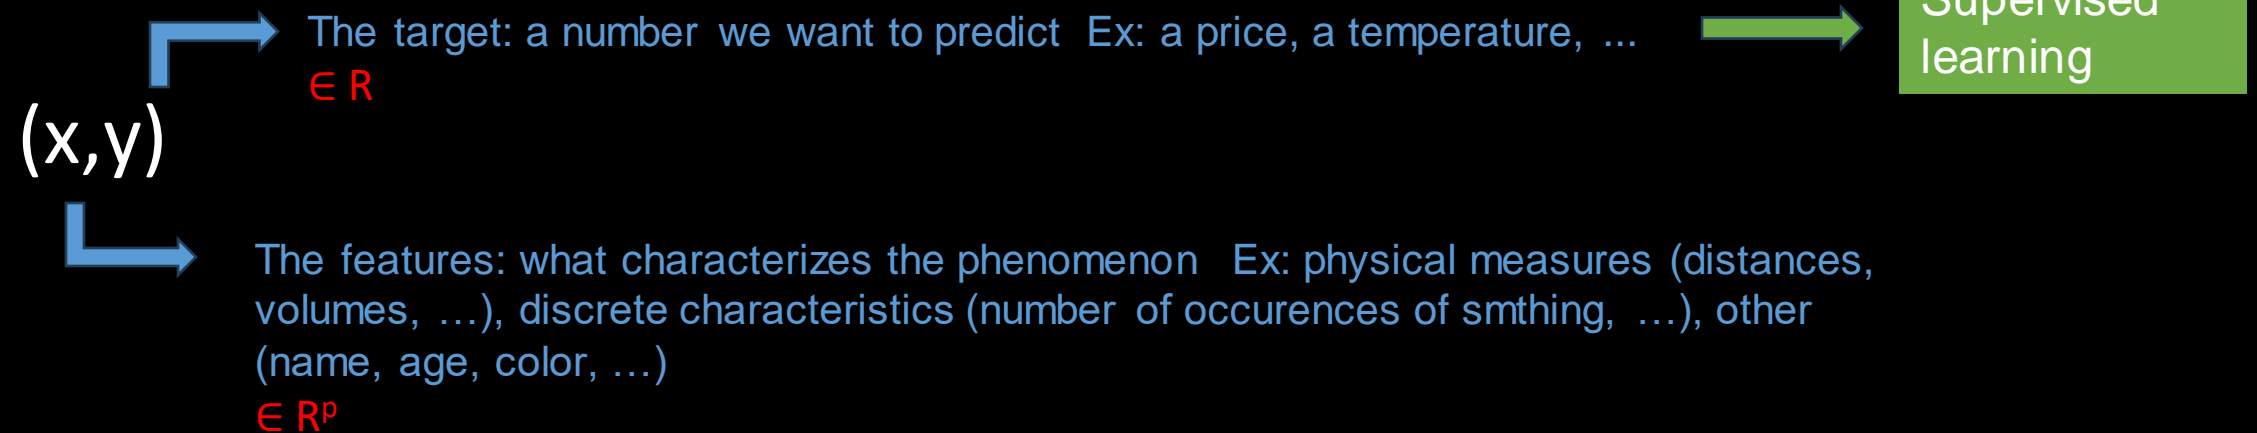 The target: a number we want to predict Ex: a price, a temperature, ...
∈ R
Supervised
learning
(x,y)
The features: what characterizes the phenomenon Ex: physical measures (distances,
volumes, …), discrete characteristics (number of occurences of smthing, …), other
(name, age, color, …)
∈ Rᵖ